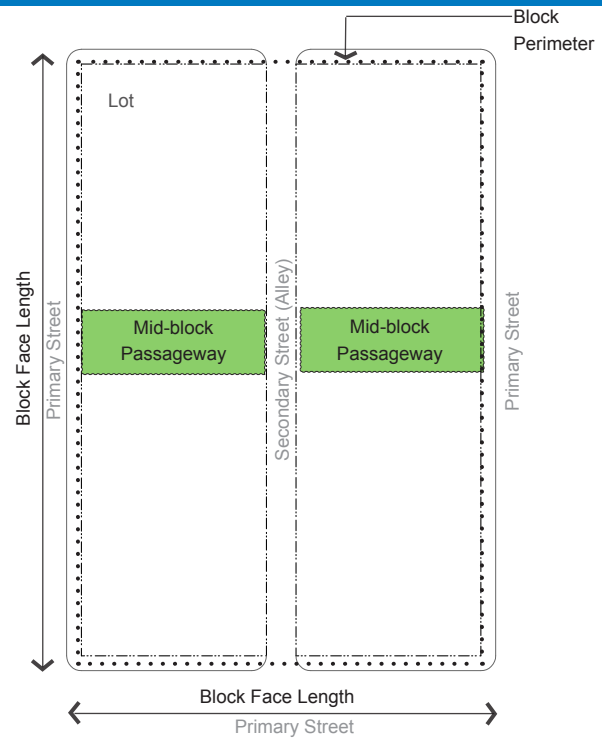 Block
Perimeter
Lot
Block Face Length
Primary Street
Mid-block
Passageway
Secondary Street (Alley)
Mid-block
Passageway
Primary Street
Block Face Length
Primary Street